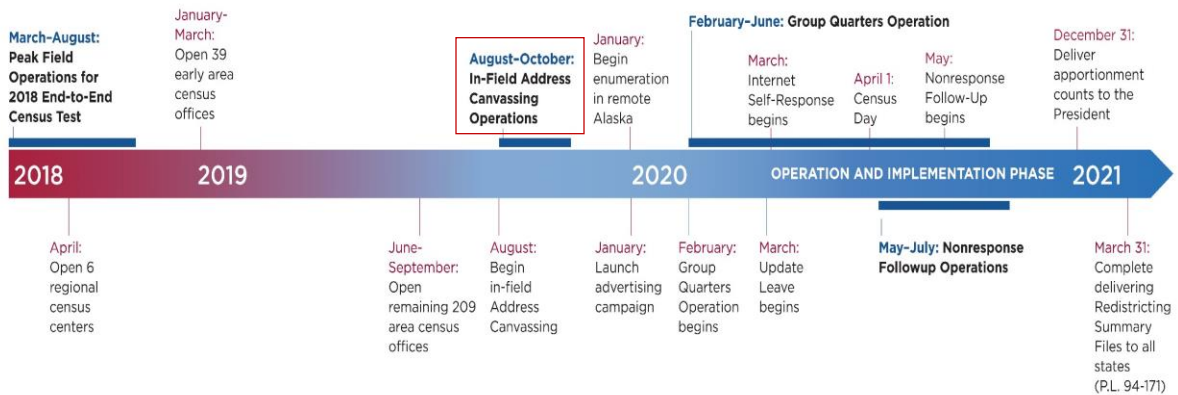 March–August:
Peak Field
Operations for
2018 End-to-End
Census Test
January-
March:
Open 39
early area
census
offices
August–October:
In-Field Address
Canvassing
Operations
January:
Begin
enumeration
in remote
Alaska
February–June: Group Quarters Operation
March:
Internet
Self-Response
begins
April 1:
Census
Day
May:
Nonresponse
Follow-Up
begins
December 31:
Deliver
apportionment
counts to the
President
2018
2019
2020
OPERATION AND IMPLEMENTATION PHASE
2021
April:
Open 6
regional
census
centers
June-
September:
Open
remaining 209
area census
offices
August:
Begin
in-field
Address
Canvassing
January:
Launch
advertising
campaign
February:
Group
Quarters
Operation
begins
March:
Update
Leave
begins
May–July: Nonresponse
Followup Operations
March 31:
Complete
delivering
Redistricting
Summary
Files to all
states
(P.L. 94-171)